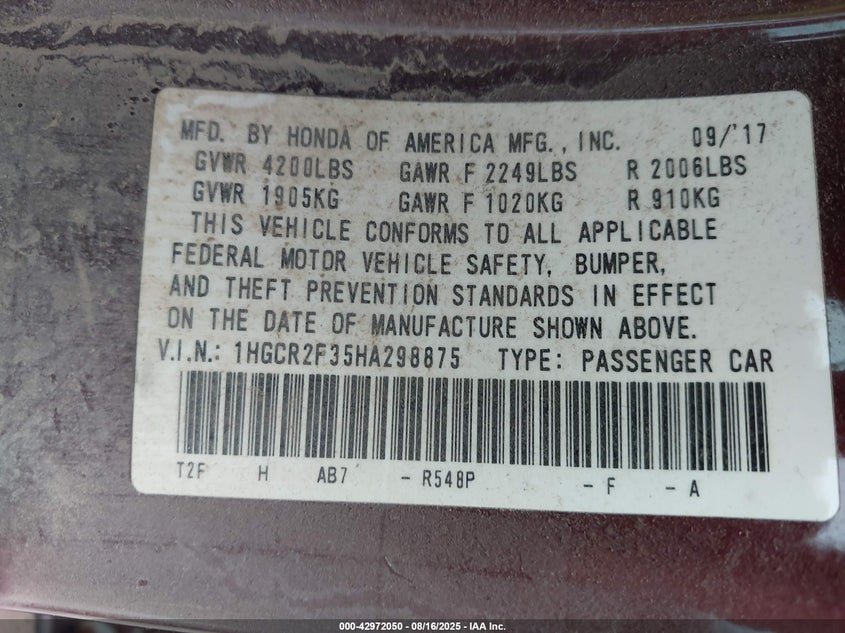 MFD. BY HONDA OF AMERICA MFG., INC. 09/'17
GVWR 4200LBS GAWR F 2249LBS R 2006LBS
GVWR 1905KG GAWR F 1020KG R 910KG
THIS VEHICLE CONFORMS TO ALL APPLICABLE
FEDERAL MOTOR VEHICLE SAFETY, BUMPER,
AND THEFT PREVENTION STANDARDS IN EFFECT
ON THE DATE OF MANUFACTURE SHOWN ABOVE.
V.I.N.: 1HGCR2F35HA298875 TYPE: PASSENGER CAR
T2F H AB7 - R548P - F - A
000-42972050 - 08/16/2025 - IAA Inc.